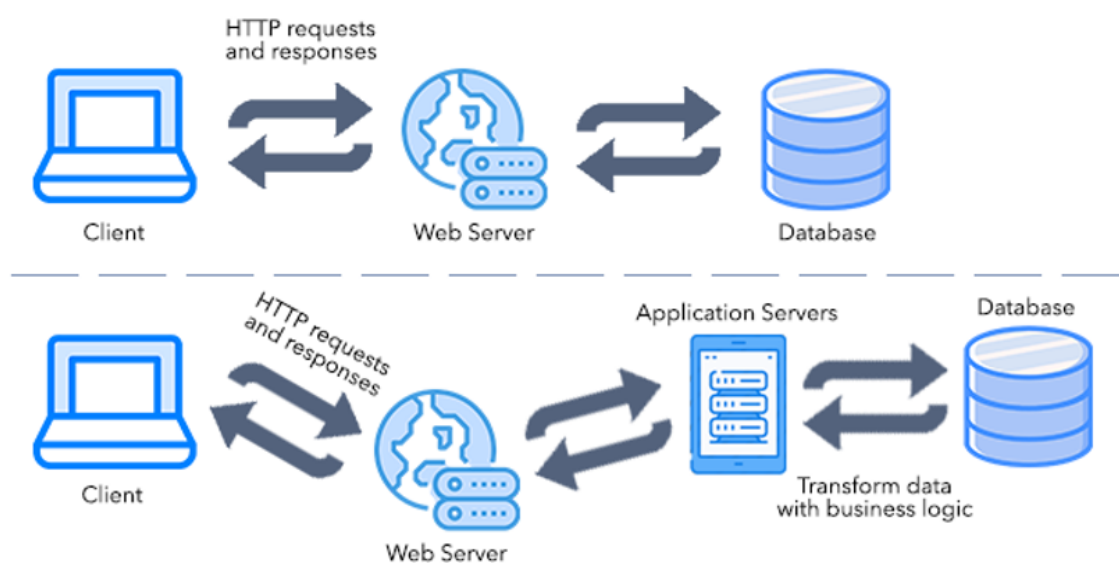 HTTP requests
and responses
Client
Web Server
Database
HTTP requests
and responses
Application Servers
Database
Client
Transform data
with business logic
Web Server